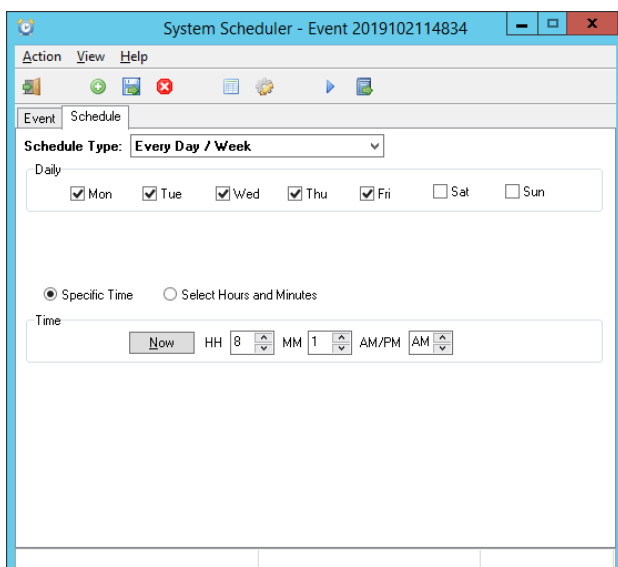 System Scheduler - Event 2019102114834
Action View Help
Event Schedule
Schedule Type: Every Day / Week
Daily
Mon Tue Wed Thu Fri Sat Sun
Specific Time Select Hours and Minutes
Time
Now HH 8 MM 1 AM/PM AM